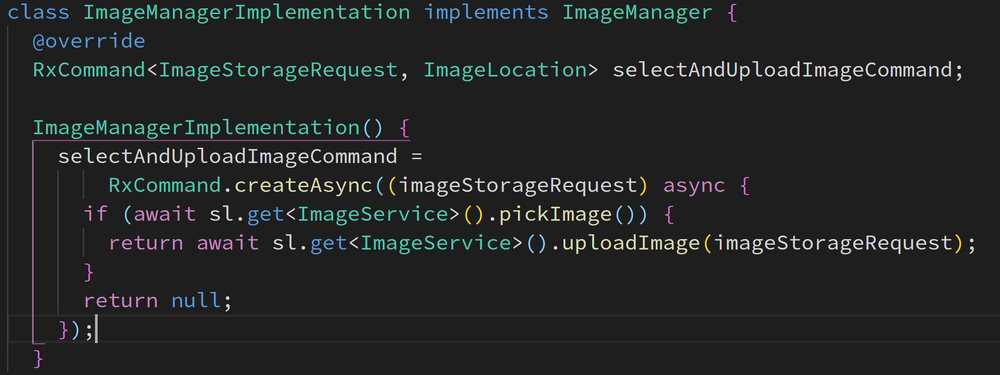 class ImageManagerImplementation implements ImageManager {
  @override
  RxCommand<ImageStorageRequest, ImageLocation> selectAndUploadImageCommand;

  ImageManagerImplementation() {
    selectAndUploadImageCommand =
        RxCommand.createAsync((imageStorageRequest) async {
      if (await sl.get<ImageService>().pickImage()) {
        return await sl.get<ImageService>().uploadImage(imageStorageRequest);
      }
      return null;
    });
  }